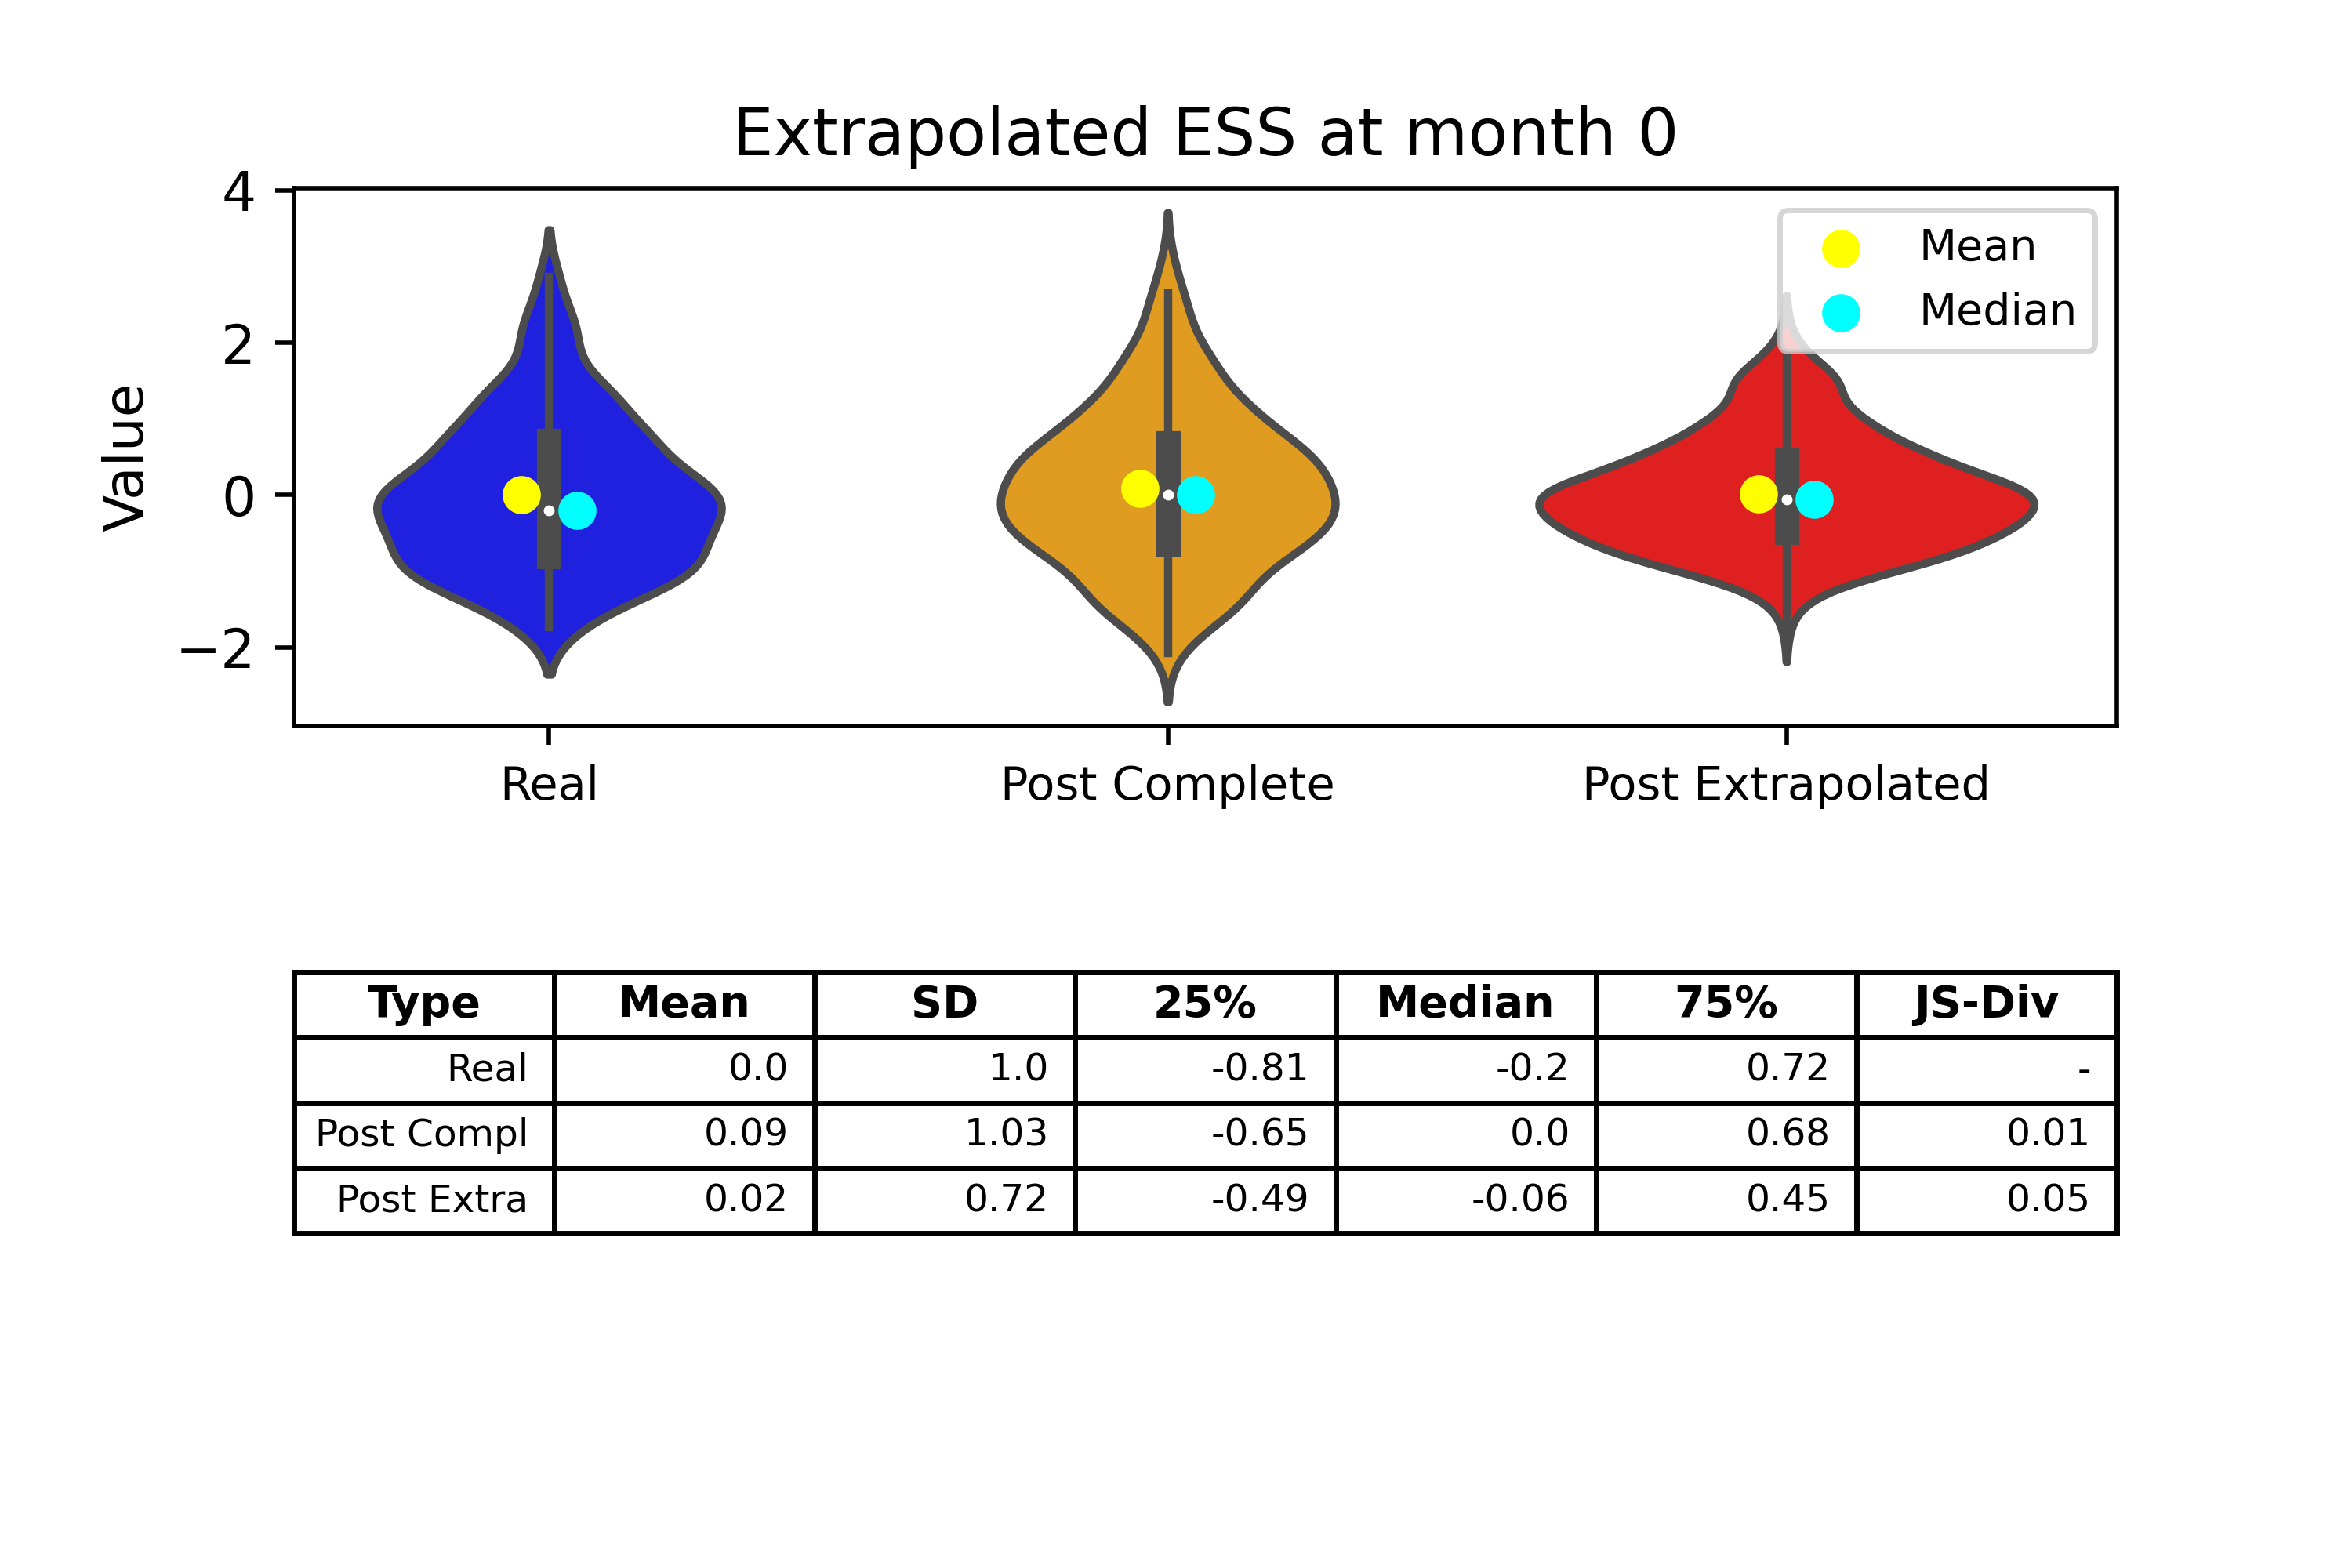 Extrapolated ESS at month 0
4
2
0
−2
Value
Mean
Median
Real Post Complete Post Extrapolated
Type Mean SD 25% Median 75% JS-Div
Real 0.0 1.0 -0.81 -0.2 0.72 -
Post Compl 0.09 1.03 -0.65 0.0 0.68 0.01
Post Extra 0.02 0.72 -0.49 -0.06 0.45 0.05